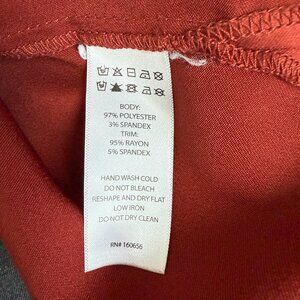 BODY:
97% POLYESTER
3% SPANDEX
TRIM:
95% RAYON
5% SPANDEX
HAND WASH COLD
DO NOT BLEACH
RESHAPE AND DRY FLAT
LOW IRON
DO NOT DRY CLEAN
RN# 160656